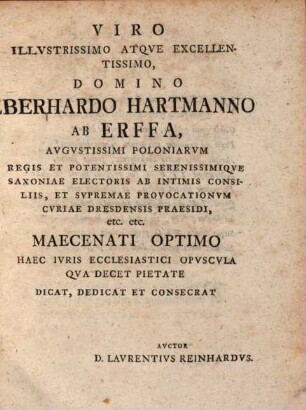 VIRO
ILLVSTRISSIMO ATQVE EXCELLEN-
TISSIMO,
DOMINO
EBERHARDO HARTMANNO
AB ERFFA,
AVGVSTISSIMI POLONIARVM
REGIS ET POTENTISSIMI SERENISSIMIQVE
SAXONIAE ELECTORIS AB INTIMIS CONSI-
LIIS, ET SVPREMAE PROVOCATIONVM
CVRIAE DRESDENSIS PRAESIDI,
etc. etc.
MAECENATI OPTIMO
HAEC IVRIS ECCLESIASTICI OPVSCVLA
QVA DECET PIETATE
DICAT, DEDICAT ET CONSECRAT
AVCTOR
D. LAVRENTIVS REINHARDVS.